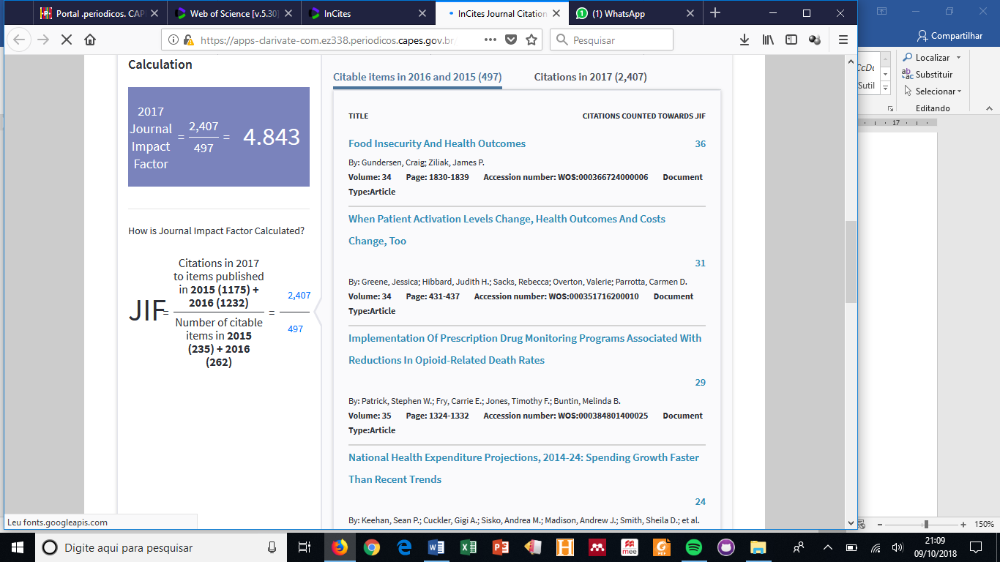 Portal .periodicos. CAP
Web of Science [v.5.30]
InCites
InCites Journal Citation
(1) WhatsApp
https://apps-clarivate-com.ez338.periodicos.capes.gov.br/
Pesquisar
Compartilhar
Localizar
Substituir
Selecionar
Sutil
Editando
17
Calculation
2017
Journal
Impact
Factor
= 2,407
497
= 4.843
How is Journal Impact Factor Calculated?
JIF=
Citations in 2017
to items published
in 2015 (1175) +
2016 (1232)
Number of citable
items in 2015
(235) + 2016
(262)
=
2,407
497
Citable items in 2016 and 2015 (497)
Citations in 2017 (2,407)
TITLE CITATIONS COUNTED TOWARDS JIF
Food Insecurity And Health Outcomes 36
By: Gundersen, Craig; Ziliak, James P.
Volume: 34 Page: 1830-1839 Accession number: WOS:000366724000006 Document
Type:Article
When Patient Activation Levels Change, Health Outcomes And Costs
Change, Too
31
By: Greene, Jessica; Hibbard, Judith H.; Sacks, Rebecca; Overton, Valerie; Parrotta, Carmen D.
Volume: 34 Page: 431-437 Accession number: WOS:000351716200010 Document
Type:Article
Implementation Of Prescription Drug Monitoring Programs Associated With
Reductions In Opioid-Related Death Rates
29
By: Patrick, Stephen W.; Fry, Carrie E.; Jones, Timothy F.; Buntin, Melinda B.
Volume: 35 Page: 1324-1332 Accession number: WOS:000384801400025 Document
Type:Article
National Health Expenditure Projections, 2014-24: Spending Growth Faster
Than Recent Trends
24
By: Keehan, Sean P.; Cuckler, Gigi A.; Sisko, Andrea M.; Madison, Andrew J.; Smith, Sheila D.; et al.
Leu fonts.googleapis.com
150%
Digite aqui para pesquisar
21:09
09/10/2018